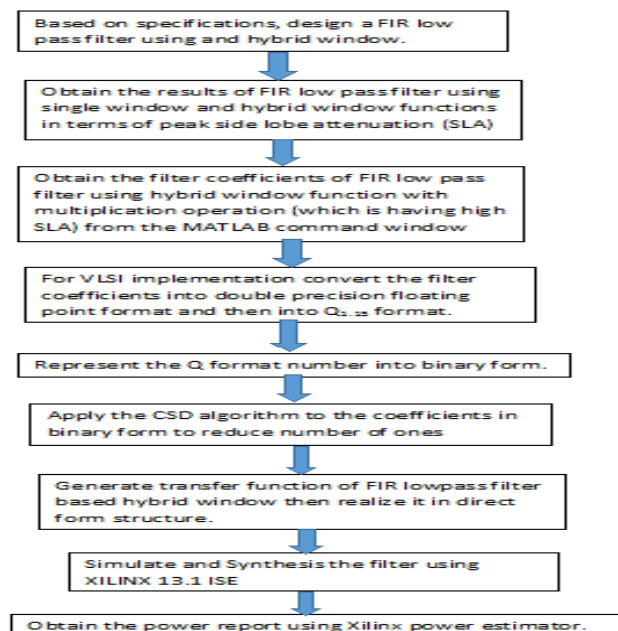 Based on specifications, design a FIR low
pass filter using and hybrid window.
Obtain the results of FIR low pass filter using
single window and hybrid window functions
in terms of peak side lobe attenuation (SLA)
Obtain the filter coefficients of FIR low pass
filter using hybrid window function with
multiplication operation (which is having high
SLA) from the MATLAB command window
For VLSI implementation convert the filter
coefficients into double precision floating
point format and then into Q₁.₁₅ format.
Represent the Q format number into binary form.
Apply the CSD algorithm to the coefficients in
binary form to reduce number of ones
Generate transfer function of FIR lowpass filter
based hybrid window then realize it in direct
form structure.
Simulate and Synthesis the filter using
XILINX 13.1 ISE
Obtain the power report using Xilinx power estimator.